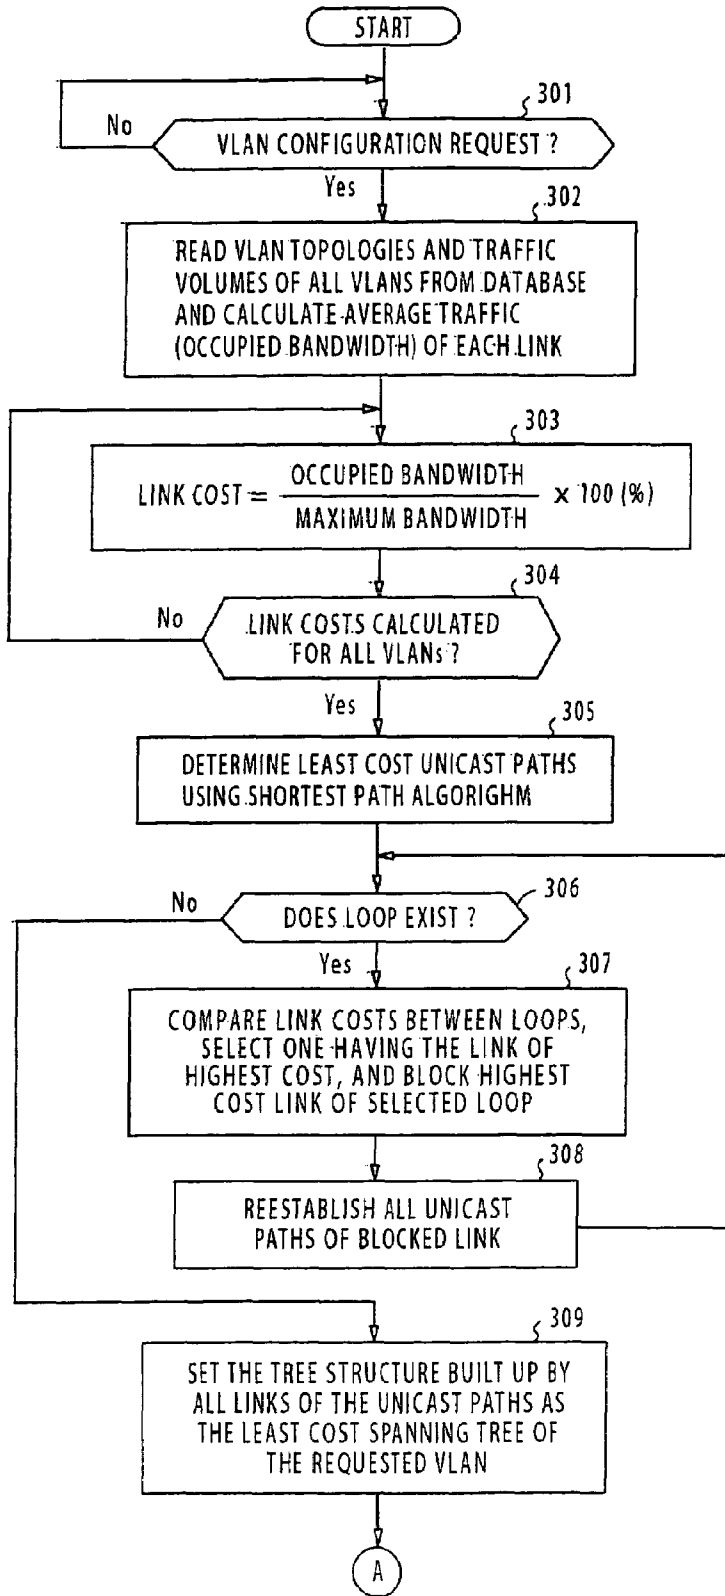 START
301
No
VLAN CONFIGURATION REQUEST ?
Yes
302
READ VLAN TOPOLOGIES AND TRAFFIC
VOLUMES OF ALL VLANS FROM DATABASE
AND CALCULATE AVERAGE TRAFFIC
(OCCUPIED BANDWIDTH) OF EACH LINK
303
LINK COST = OCCUPIED BANDWIDTH / MAXIMUM BANDWIDTH × 100 (%)
304
No
LINK COSTS CALCULATED
FOR ALL VLANs ?
Yes
305
DETERMINE LEAST COST UNICAST PATHS
USING SHORTEST PATH ALGORIGHM
No
306
DOES LOOP EXIST ?
Yes
307
COMPARE LINK COSTS BETWEEN LOOPS,
SELECT ONE HAVING THE LINK OF
HIGHEST COST, AND BLOCK HIGHEST
COST LINK OF SELECTED LOOP
308
REESTABLISH ALL UNICAST
PATHS OF BLOCKED LINK
309
SET THE TREE STRUCTURE BUILT UP BY
ALL LINKS OF THE UNICAST PATHS AS
THE LEAST COST SPANNING TREE OF
THE REQUESTED VLAN
A